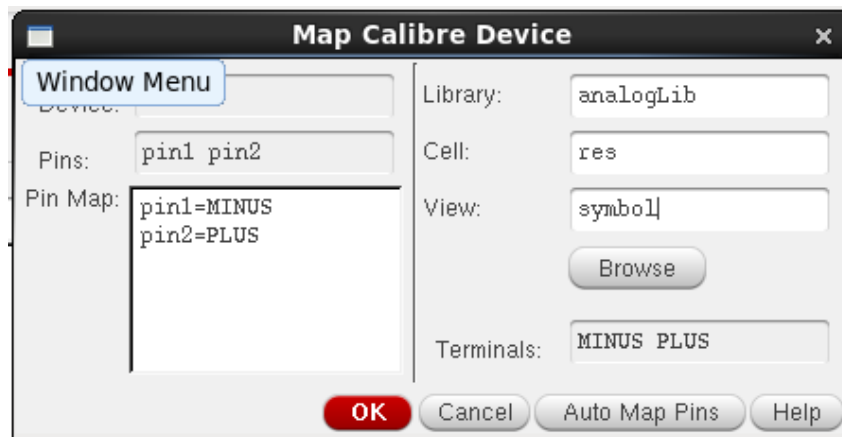 Map Calibre Device
Window Menu
Device:
Pins:
pin1 pin2
Pin Map:
pin1=MINUS
pin2=PLUS
Library:
analogLib
Cell:
res
View:
symbol
Browse
Terminals:
MINUS PLUS
OK
Cancel
Auto Map Pins
Help